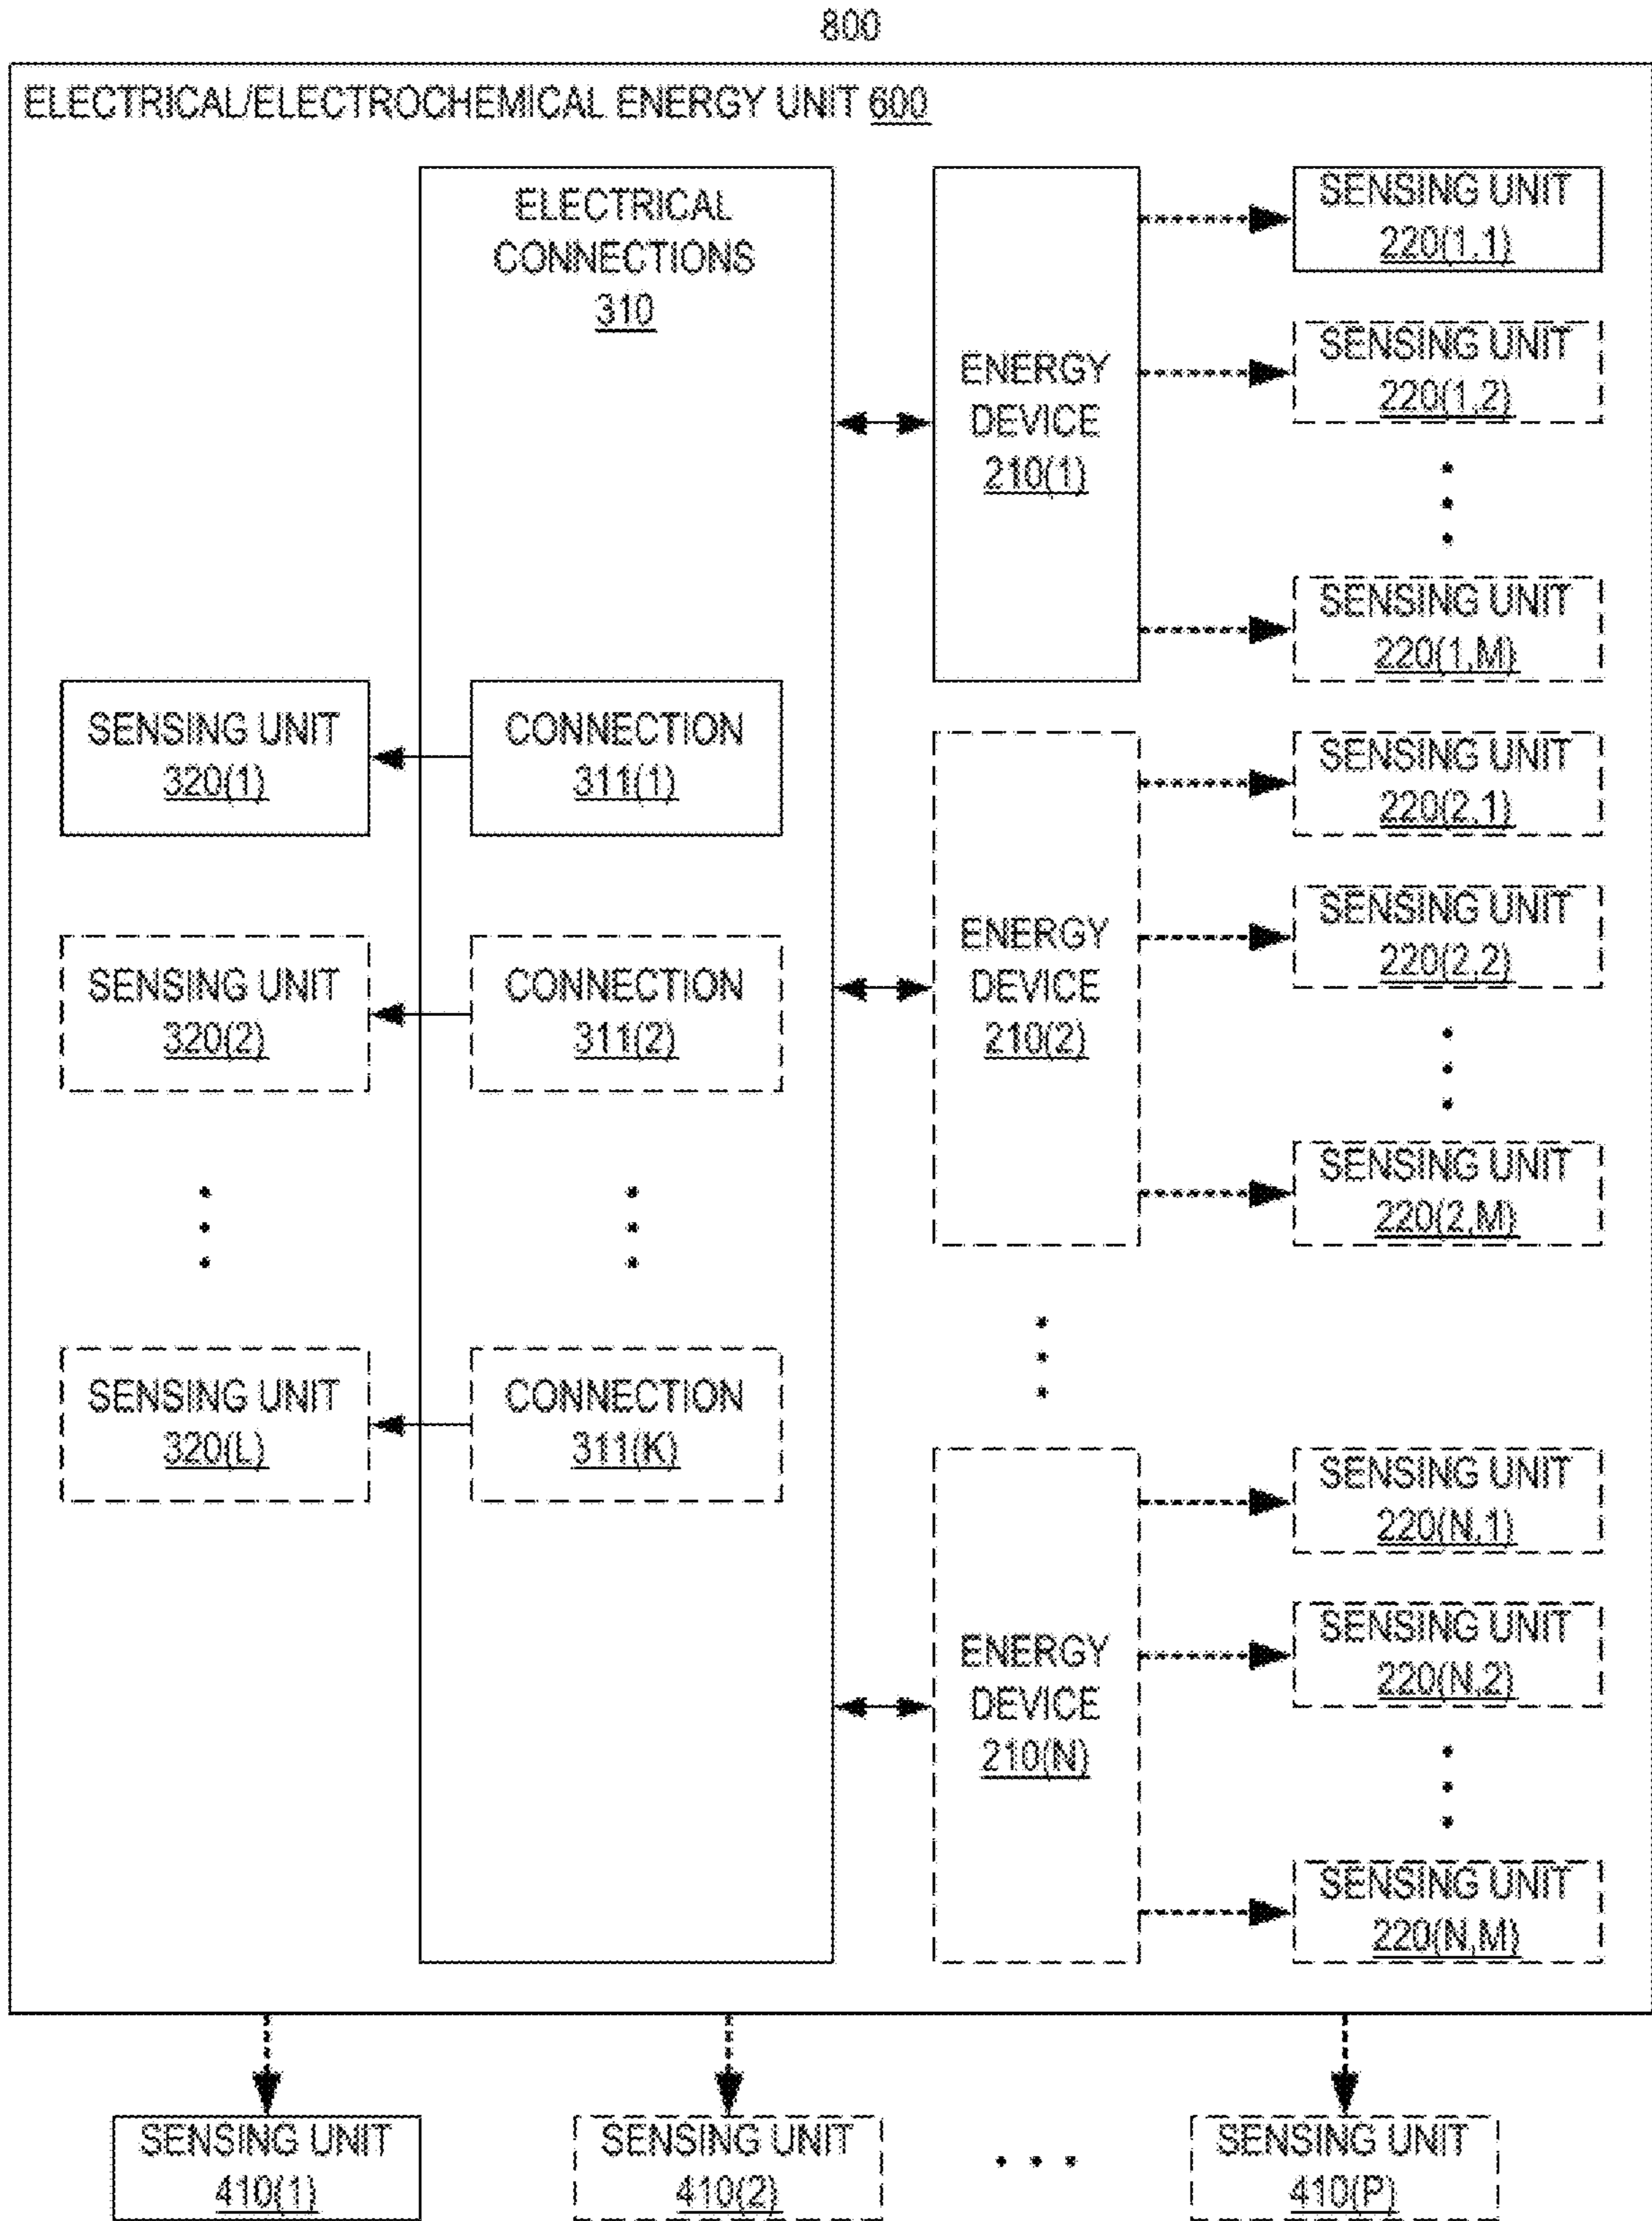 800
ELECTRICAL/ELECTROCHEMICAL ENERGY UNIT 600
ELECTRICAL
CONNECTIONS
310
SENSING UNIT
320(1)
CONNECTION
311(1)
SENSING UNIT
320(2)
CONNECTION
311(2)
SENSING UNIT
320(L)
CONNECTION
311(K)
ENERGY
DEVICE
210(1)
SENSING UNIT
220(1,1)
SENSING UNIT
220(1,2)
SENSING UNIT
220(1,M)
ENERGY
DEVICE
210(2)
SENSING UNIT
220(2,1)
SENSING UNIT
220(2,2)
SENSING UNIT
220(2,M)
ENERGY
DEVICE
210(N)
SENSING UNIT
220(N,1)
SENSING UNIT
220(N,2)
SENSING UNIT
220(N,M)
SENSING UNIT
410(1)
SENSING UNIT
410(2)
SENSING UNIT
410(P)